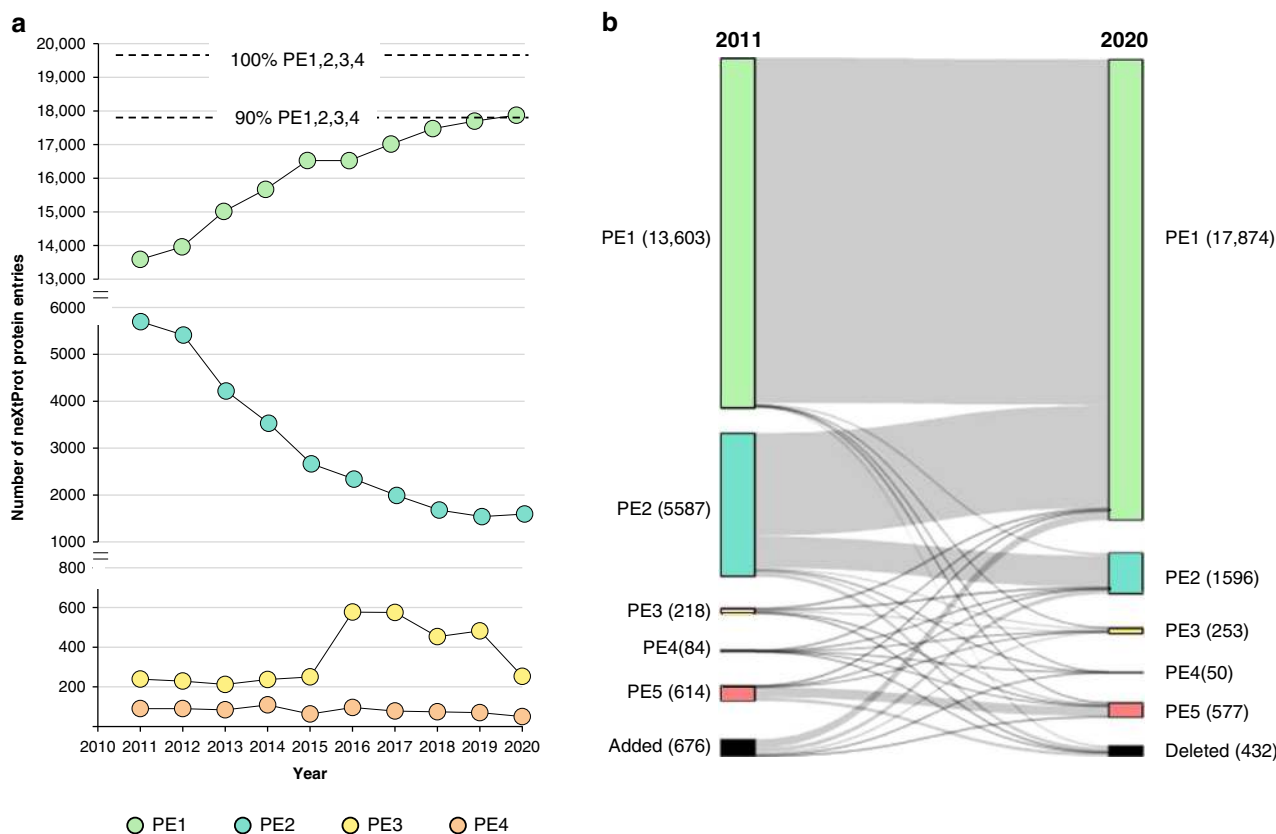 a
20,000
19,000
18,000
17,000
16,000
15,000
14,000
13,000
6000
5000
4000
3000
2000
1000
800
600
400
200
100% PE1,2,3,4
90% PE1,2,3,4
Number of neXtProt protein entries
2010 2011 2012 2013 2014 2015 2016 2017 2018 2019 2020
Year
PE1 PE2 PE3 PE4
b
2011 2020
PE1 (13,603)
PE2 (5587)
PE3 (218)
PE4(84)
PE5 (614)
Added (676)
PE1 (17,874)
PE2 (1596)
PE3 (253)
PE4(50)
PE5 (577)
Deleted (432)